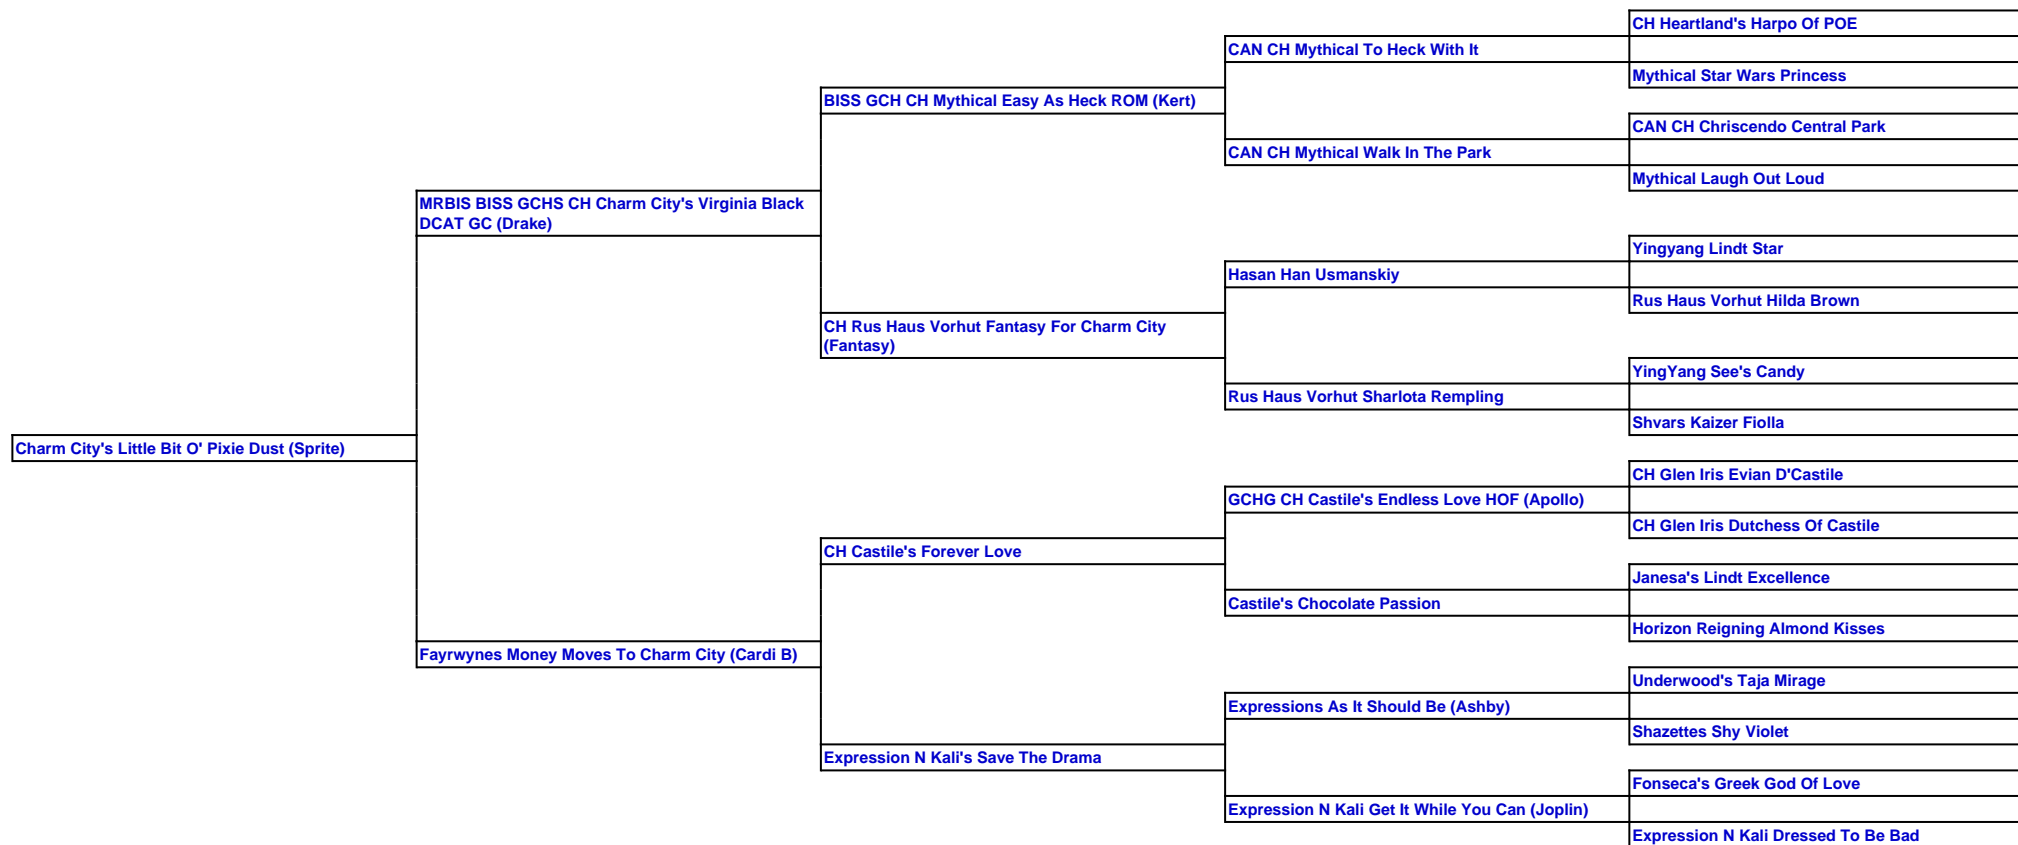 CH Heartland's Harpo Of POE
CAN CH Mythical To Heck With It
Mythical Star Wars Princess
BISS GCH CH Mythical Easy As Heck ROM (Kert)
CAN CH Chriscendo Central Park
CAN CH Mythical Walk In The Park
Mythical Laugh Out Loud
MRBIS BISS GCHS CH Charm City's Virginia Black
DCAT GC (Drake)
Yingyang Lindt Star
Hasan Han Usmanskiy
Rus Haus Vorhut Hilda Brown
CH Rus Haus Vorhut Fantasy For Charm City
(Fantasy)
YingYang See's Candy
Rus Haus Vorhut Sharlota Rempling
Shvars Kaizer Fiolla
Charm City's Little Bit O' Pixie Dust (Sprite)
CH Glen Iris Evian D'Castile
GCHG CH Castile's Endless Love HOF (Apollo)
CH Glen Iris Dutchess Of Castile
CH Castile's Forever Love
Janesa's Lindt Excellence
Castile's Chocolate Passion
Horizon Reigning Almond Kisses
Fayrwynes Money Moves To Charm City (Cardi B)
Underwood's Taja Mirage
Expressions As It Should Be (Ashby)
Shazettes Shy Violet
Expression N Kali's Save The Drama
Fonseca's Greek God Of Love
Expression N Kali Get It While You Can (Joplin)
Expression N Kali Dressed To Be Bad